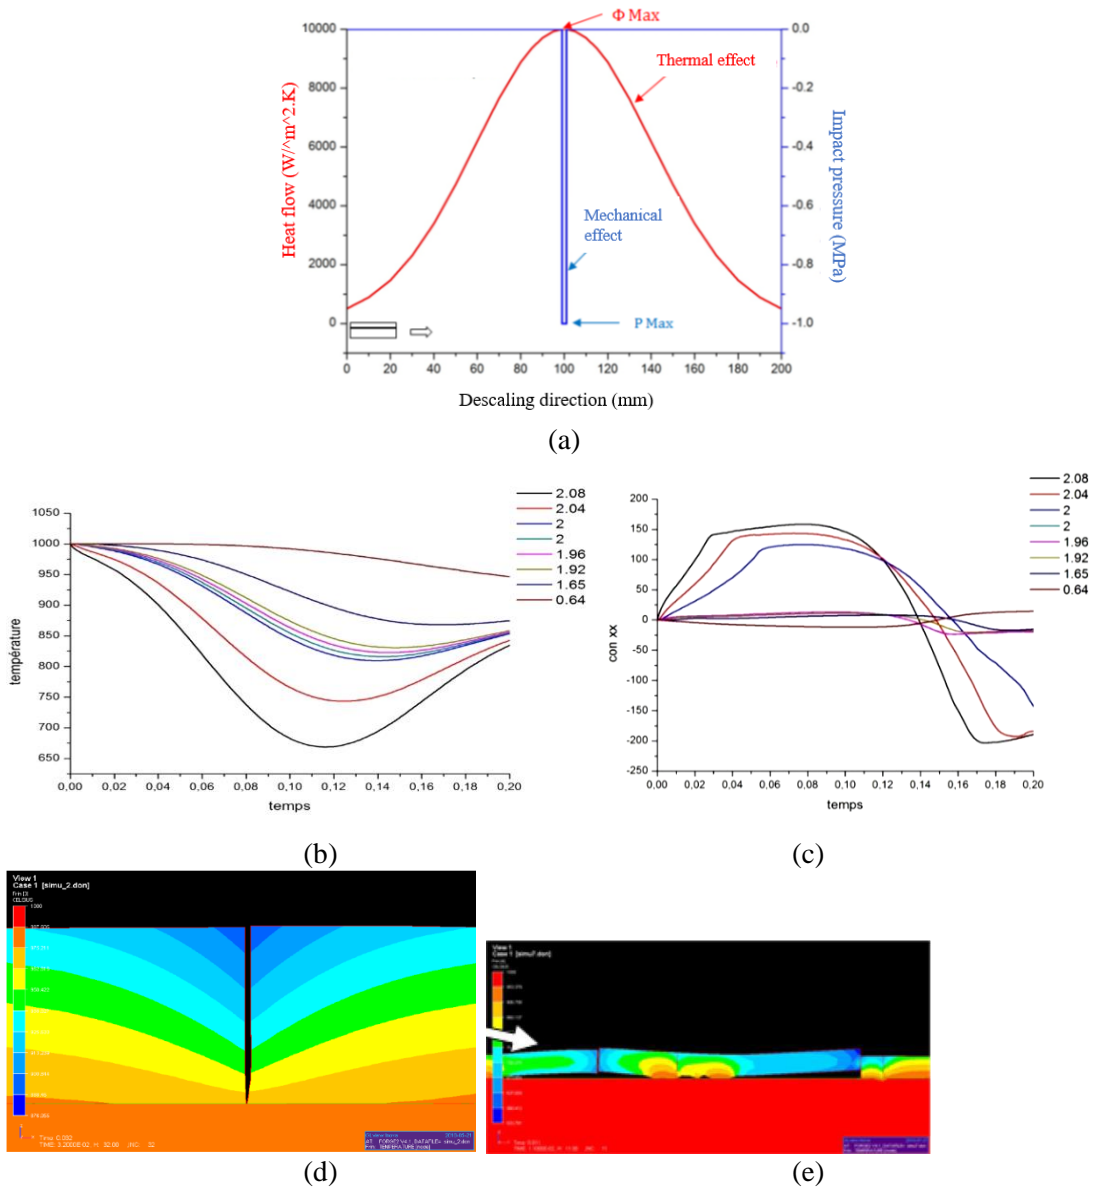 Φ Max
10000
8000
6000
4000
2000
0
Heat flow (W/^m^2.K)
Thermal effect
Mechanical
effect
P Max
0.0
-0.2
-0.4
-0.6
-0.8
-1.0
Impact pressure (MPa)
0 20 40 60 80 100 120 140 160 180 200
Descaling direction (mm)
(a)
2.08
2.04
2
2
1.96
1.92
1.65
0.64
1050
1000
950
900
850
800
750
700
650
température
0,00 0,02 0,04 0,06 0,08 0,10 0,12 0,14 0,16 0,18 0,20
temps
(b)
2.08
2.04
2
2
1.96
1.92
1.65
0.64
200
150
100
50
0
-50
-100
-150
-200
-250
con xx
0,00 0,02 0,04 0,06 0,08 0,10 0,12 0,14 0,16 0,18 0,20
temps
(c)
View 1
Case 1 [simu_2.don]
CELSIUS
(d)
View 1
Case 1 [simu7.don]
(e)